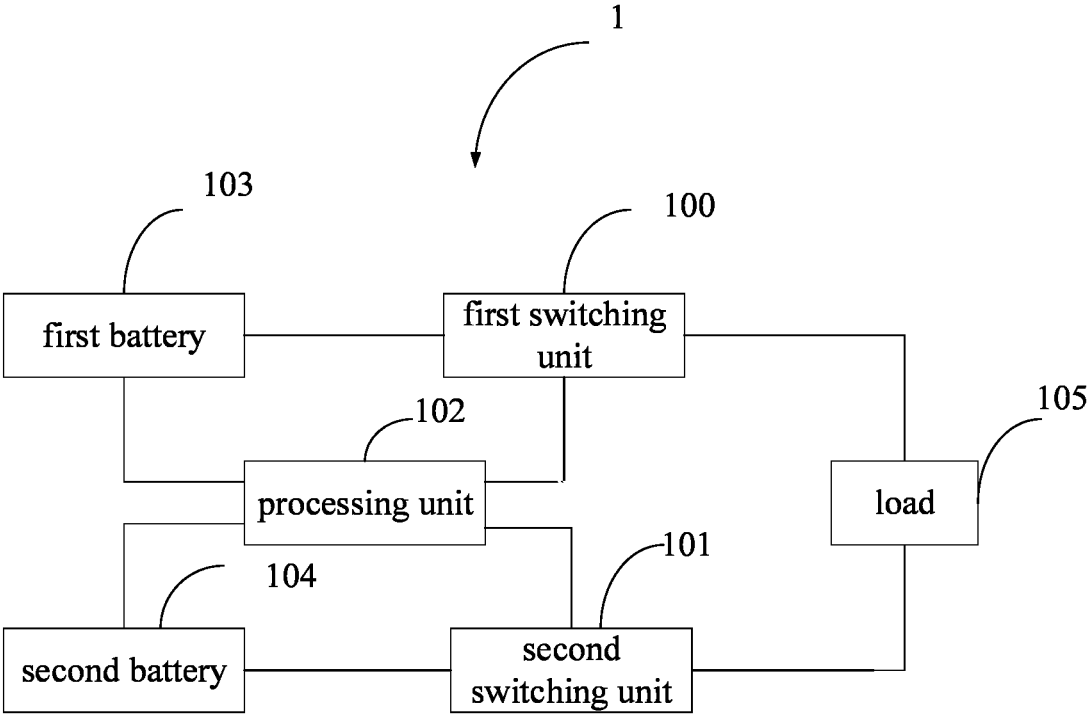 1
103
100
first battery
first switching
unit
102
105
processing unit
load
101
104
second battery
second
switching unit